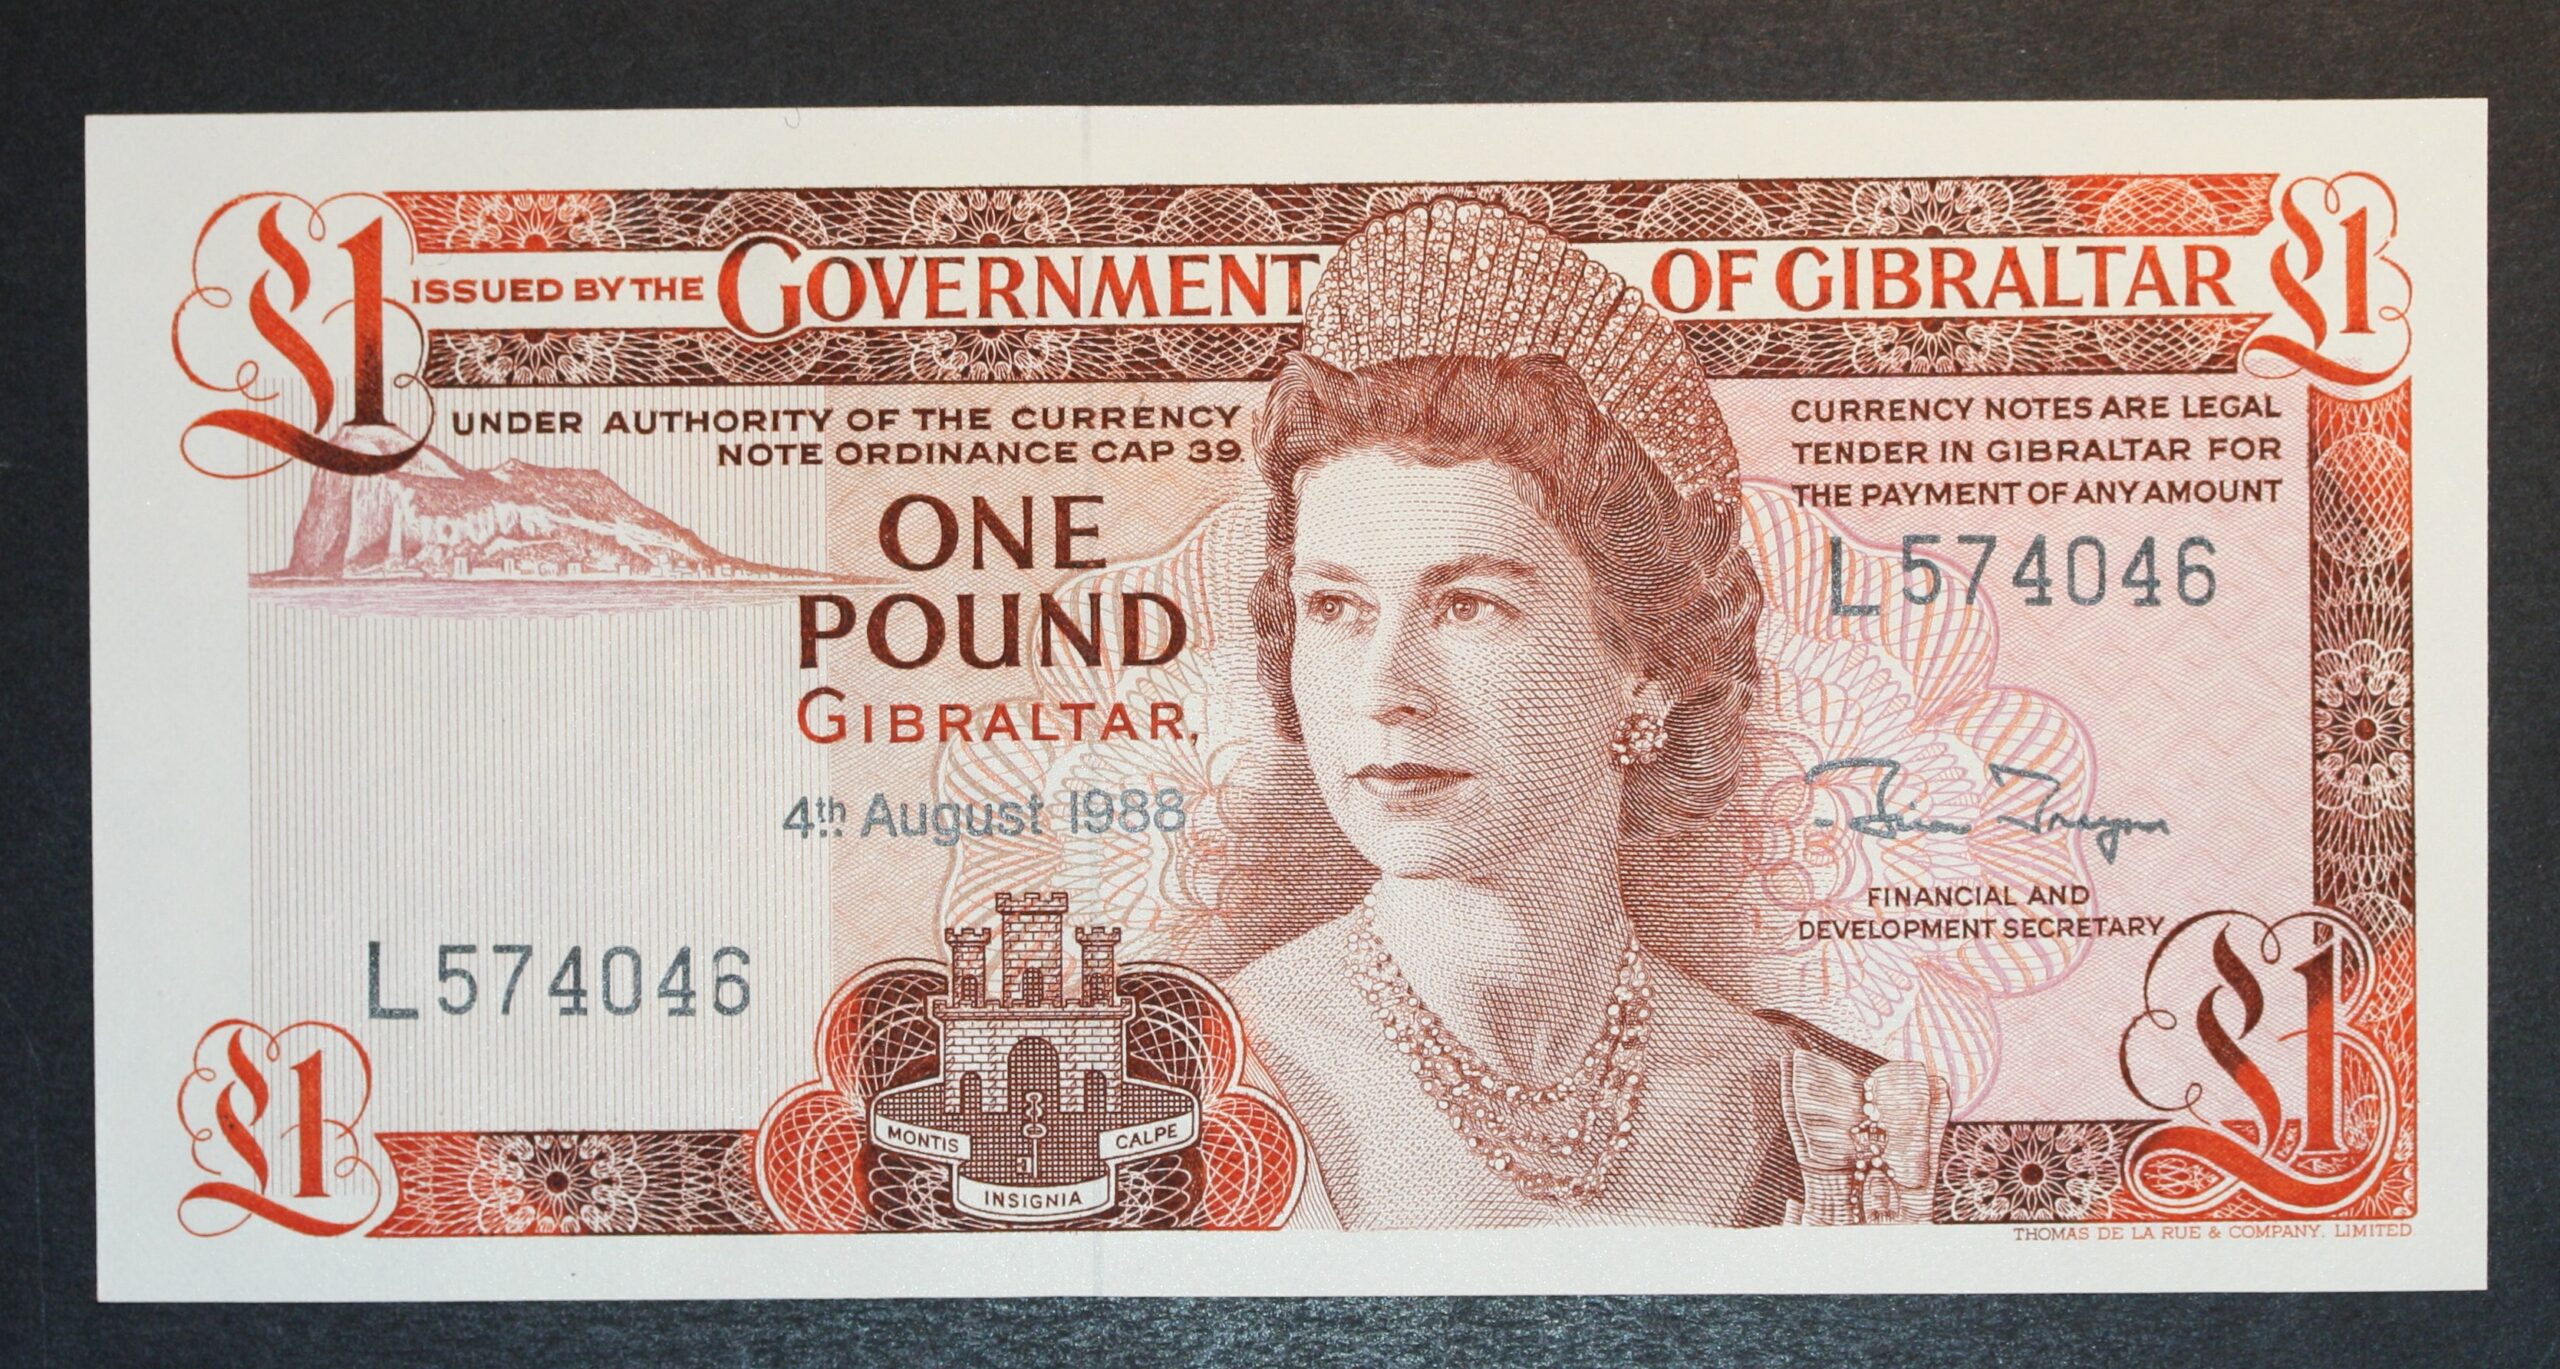 £1 ISSUED BY THE GOVERNMENT OF GIBRALTAR £1
UNDER AUTHORITY OF THE CURRENCY
NOTE ORDINANCE CAP 39.
ONE
POUND
GIBRALTAR,
4th August 1988
L574046
£1
MONTIS CALPE
INSIGNIA
CURRENCY NOTES ARE LEGAL
TENDER IN GIBRALTAR FOR
THE PAYMENT OF ANY AMOUNT
L574046
FINANCIAL AND
DEVELOPMENT SECRETARY
£1
THOMAS DE LA RUE & COMPANY, LIMITED